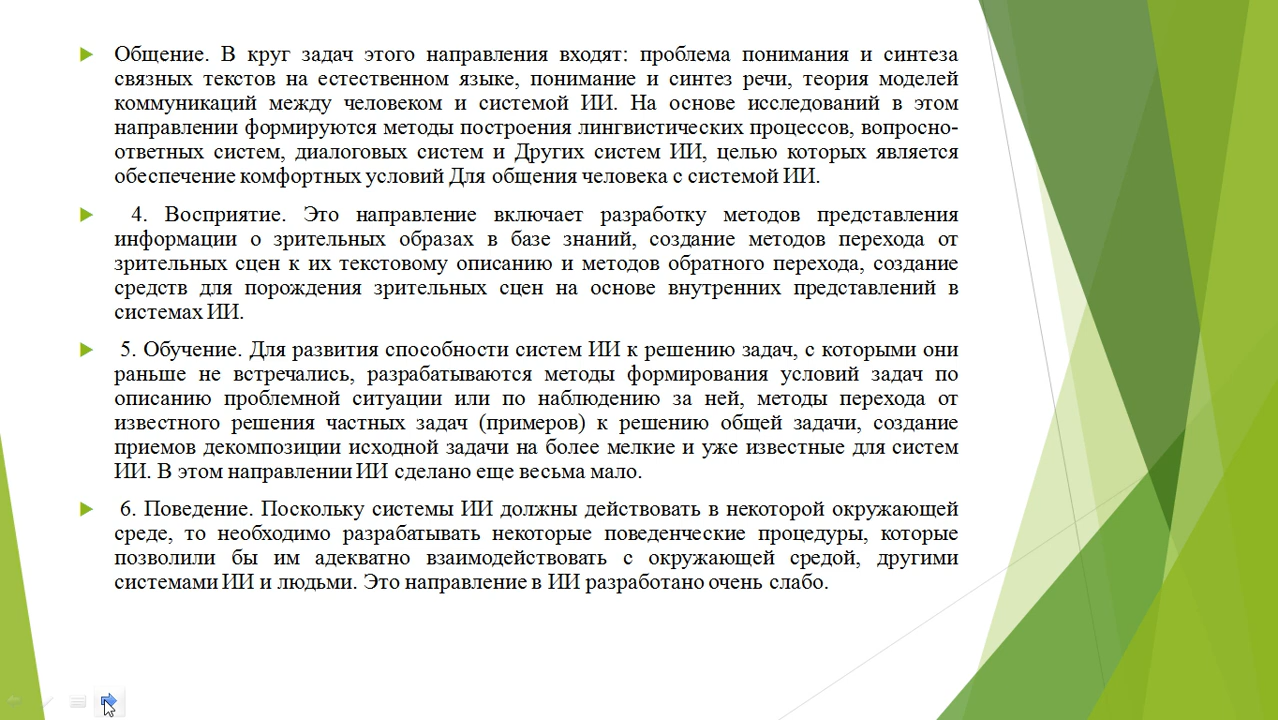 Общение. В круг задач этого направления входят: проблема понимания и синтеза
связных текстов на естественном языке, понимание и синтез речи, теория моделей
коммуникаций между человеком и системой ИИ. На основе исследований в этом
направлении формируются методы построения лингвистических процессов, вопросно-
ответных систем, диалоговых систем и Других систем ИИ, целью которых является
обеспечение комфортных условий Для общения человека с системой ИИ.
4. Восприятие. Это направление включает разработку методов представления
информации о зрительных образах в базе знаний, создание методов перехода от
зрительных сцен к их текстовому описанию и методов обратного перехода, создание
средств для порождения зрительных сцен на основе внутренних представлений в
системах ИИ.
5. Обучение. Для развития способности систем ИИ к решению задач, с которыми они
раньше не встречались, разрабатываются методы формирования условий задач по
описанию проблемной ситуации или по наблюдению за ней, методы перехода от
известного решения частных задач (примеров) к решению общей задачи, создание
приемов декомпозиции исходной задачи на более мелкие и уже известные для систем
ИИ. В этом направлении ИИ сделано еще весьма мало.
6. Поведение. Поскольку системы ИИ должны действовать в некоторой окружающей
среде, то необходимо разрабатывать некоторые поведенческие процедуры, которые
позволили бы им адекватно взаимодействовать с окружающей средой, другими
системами ИИ и людьми. Это направление в ИИ разработано очень слабо.